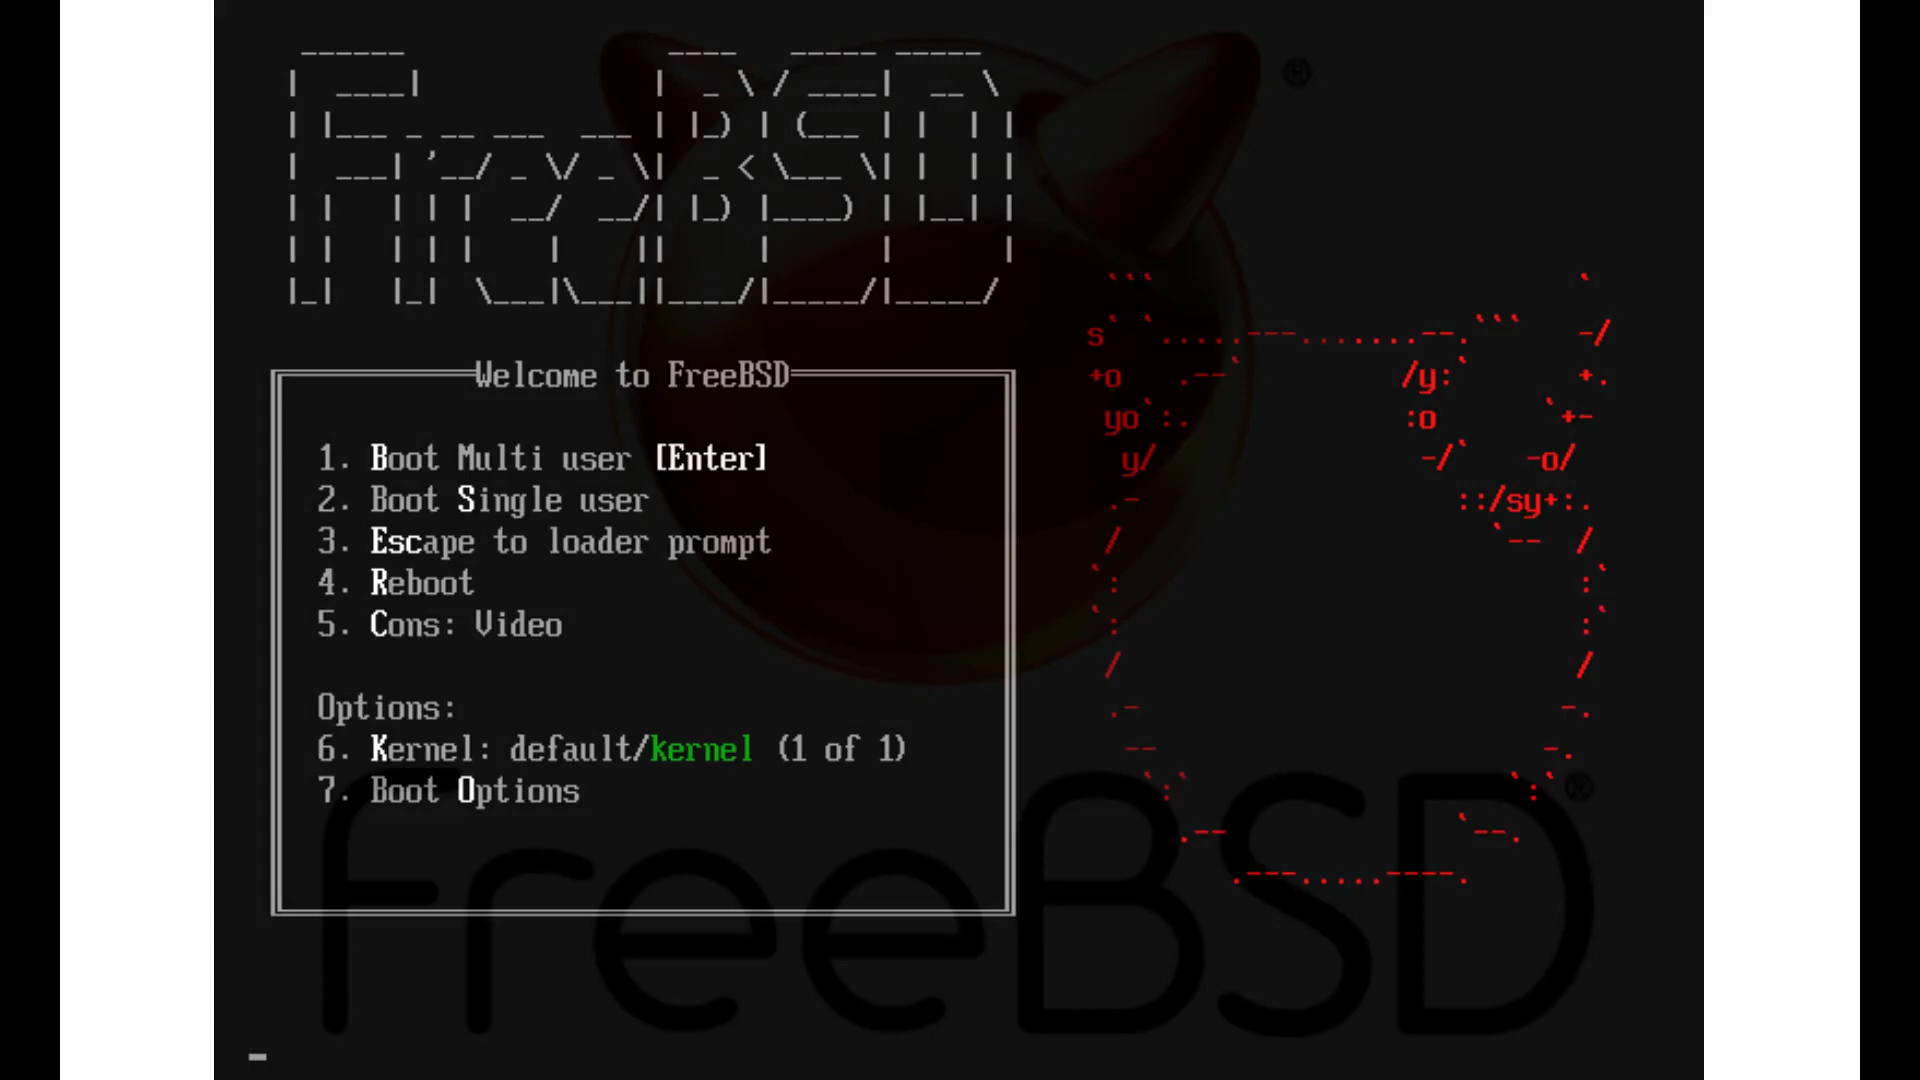 FreeBSD
Welcome to FreeBSD
1. Boot Multi user [Enter]
2. Boot Single user
3. Escape to loader prompt
4. Reboot
5. Cons: Video
Options:
6. Kernel: default/kernel (1 of 1)
7. Boot Options
freeBSD®